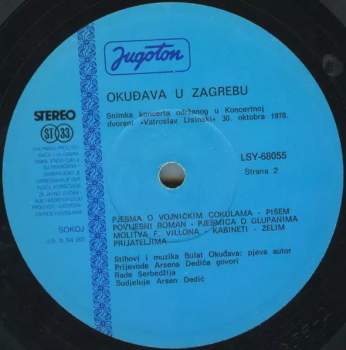 Jugoton
OKUĐAVA U ZAGREBU
Snimka koncerta održanog u Koncertnoj
dvorani «Vatroslav Lisinski» 30. oktobra 1978.
STEREO
SI 33
LSY-68055
Strana 2
SOKOJ
PJESMA O VOJNIČKIM COKULAMA - PIŠEM
POVIJESNI ROMAN - PJESMICA O GLUPANIMA
MOLITVA F. VILLONA - KABINETI - ŽELIM
PRIJATELJIMA
Stihovi i muzika Bulat Okuđava; pjeva autor
Prijevode Arsena Dedića govori
Rade Šerbedžija
Sudjeluje Arsen Dedić